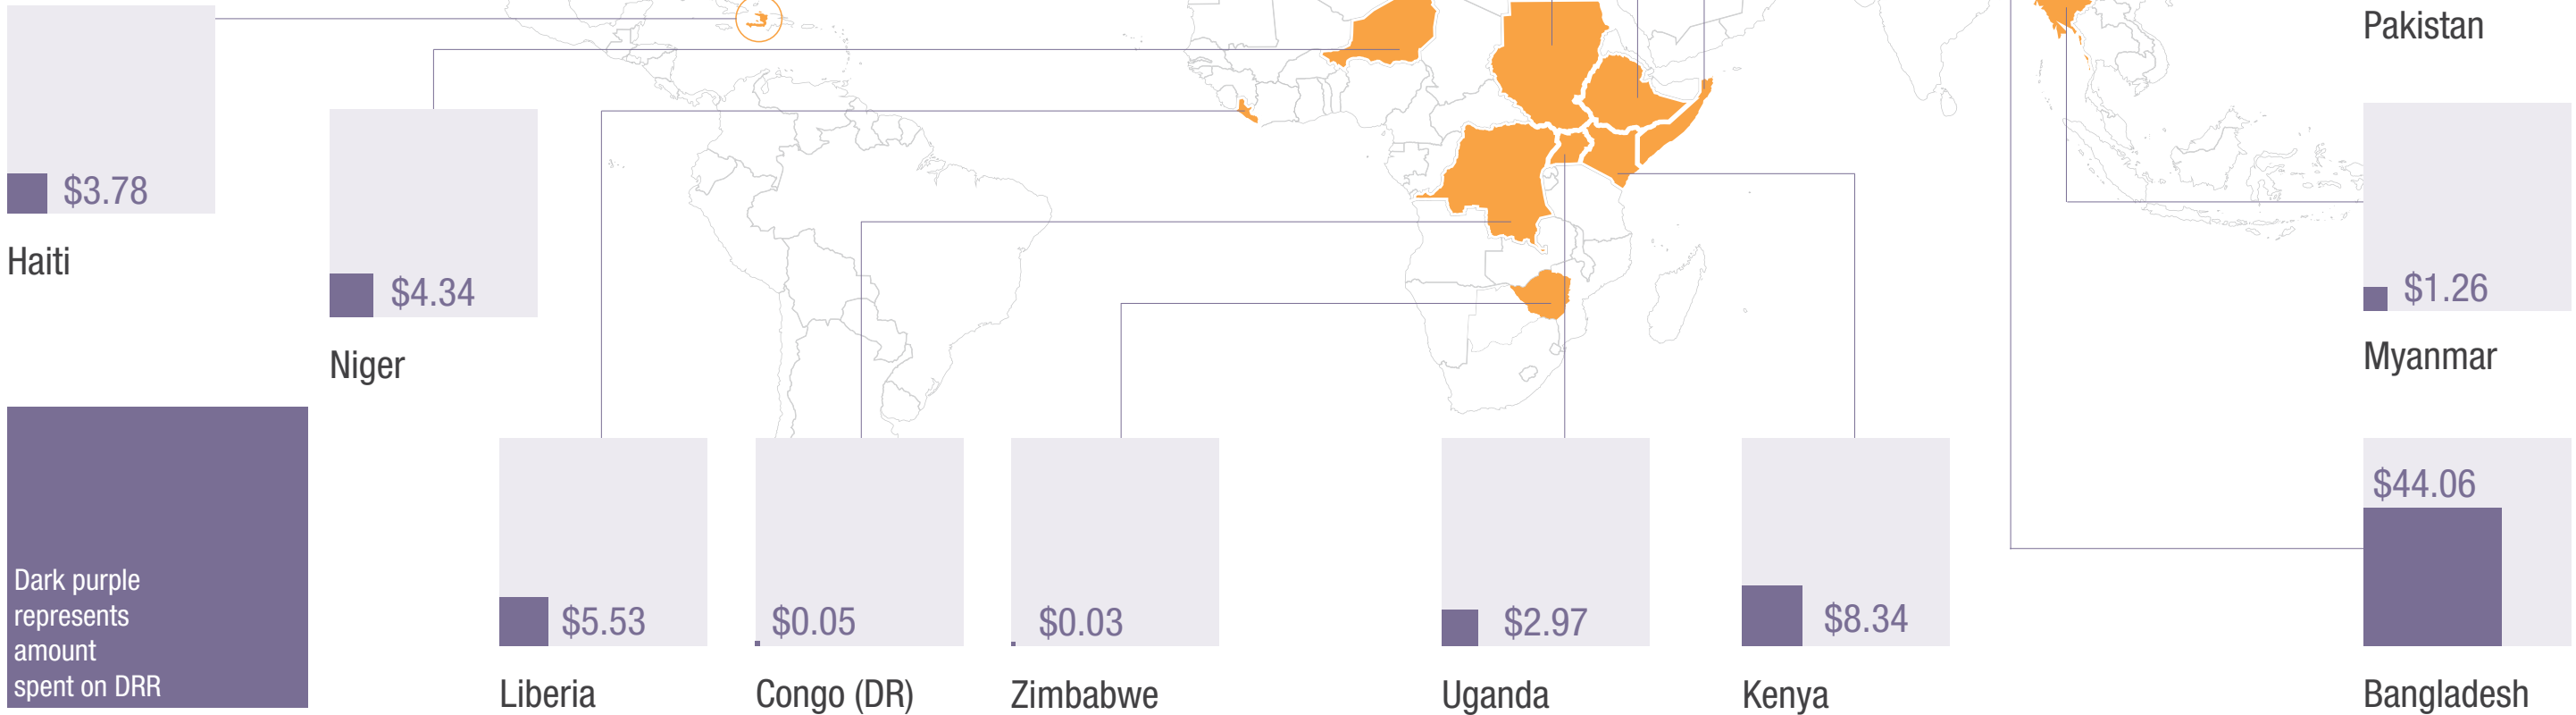 Pakistan
$3.78
Haiti
$4.34
Niger
$1.26
Myanmar
Dark purple
represents
amount
spent on DRR
$5.53
Liberia
$0.05
Congo (DR)
$0.03
Zimbabwe
$2.97
Uganda
$8.34
Kenya
$44.06
Bangladesh